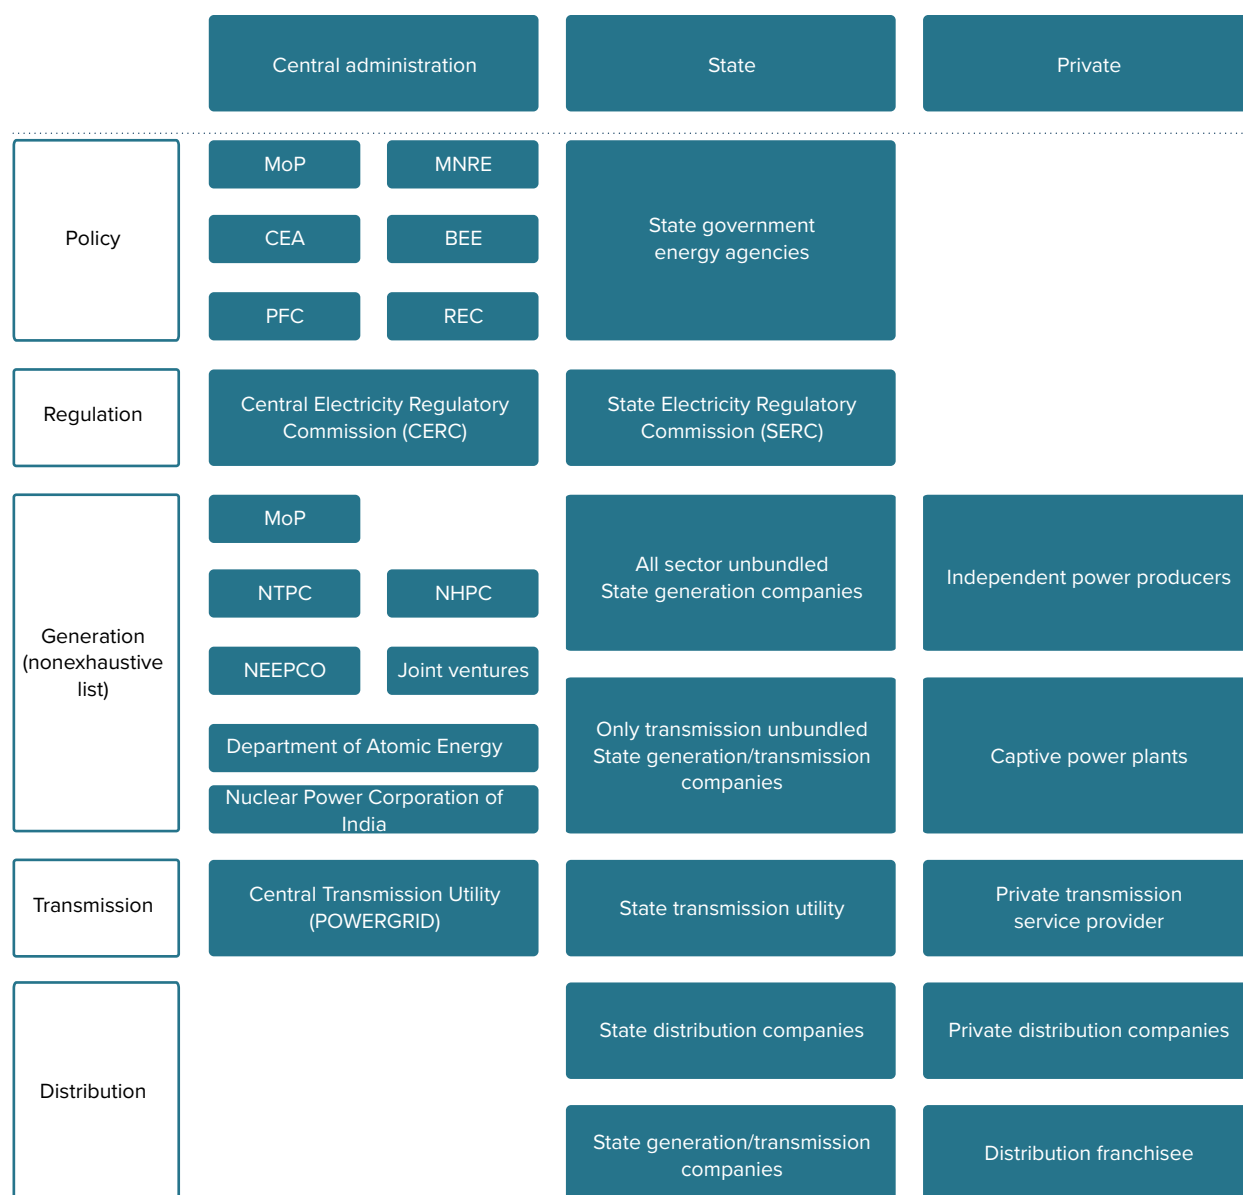 Central administration
State
Private
Policy
MoP
MNRE
CEA
BEE
PFC
REC
State government
energy agencies
Regulation
Central Electricity Regulatory
Commission (CERC)
State Electricity Regulatory
Commission (SERC)
Generation
(nonexhaustive
list)
MoP
NTPC
NHPC
NEEPCO
Joint ventures
Department of Atomic Energy
Nuclear Power Corporation of
India
All sector unbundled
State generation companies
Only transmission unbundled
State generation/transmission
companies
Independent power producers
Captive power plants
Transmission
Central Transmission Utility
(POWERGRID)
State transmission utility
Private transmission
service provider
Distribution
State distribution companies
Private distribution companies
State generation/transmission
companies
Distribution franchisee